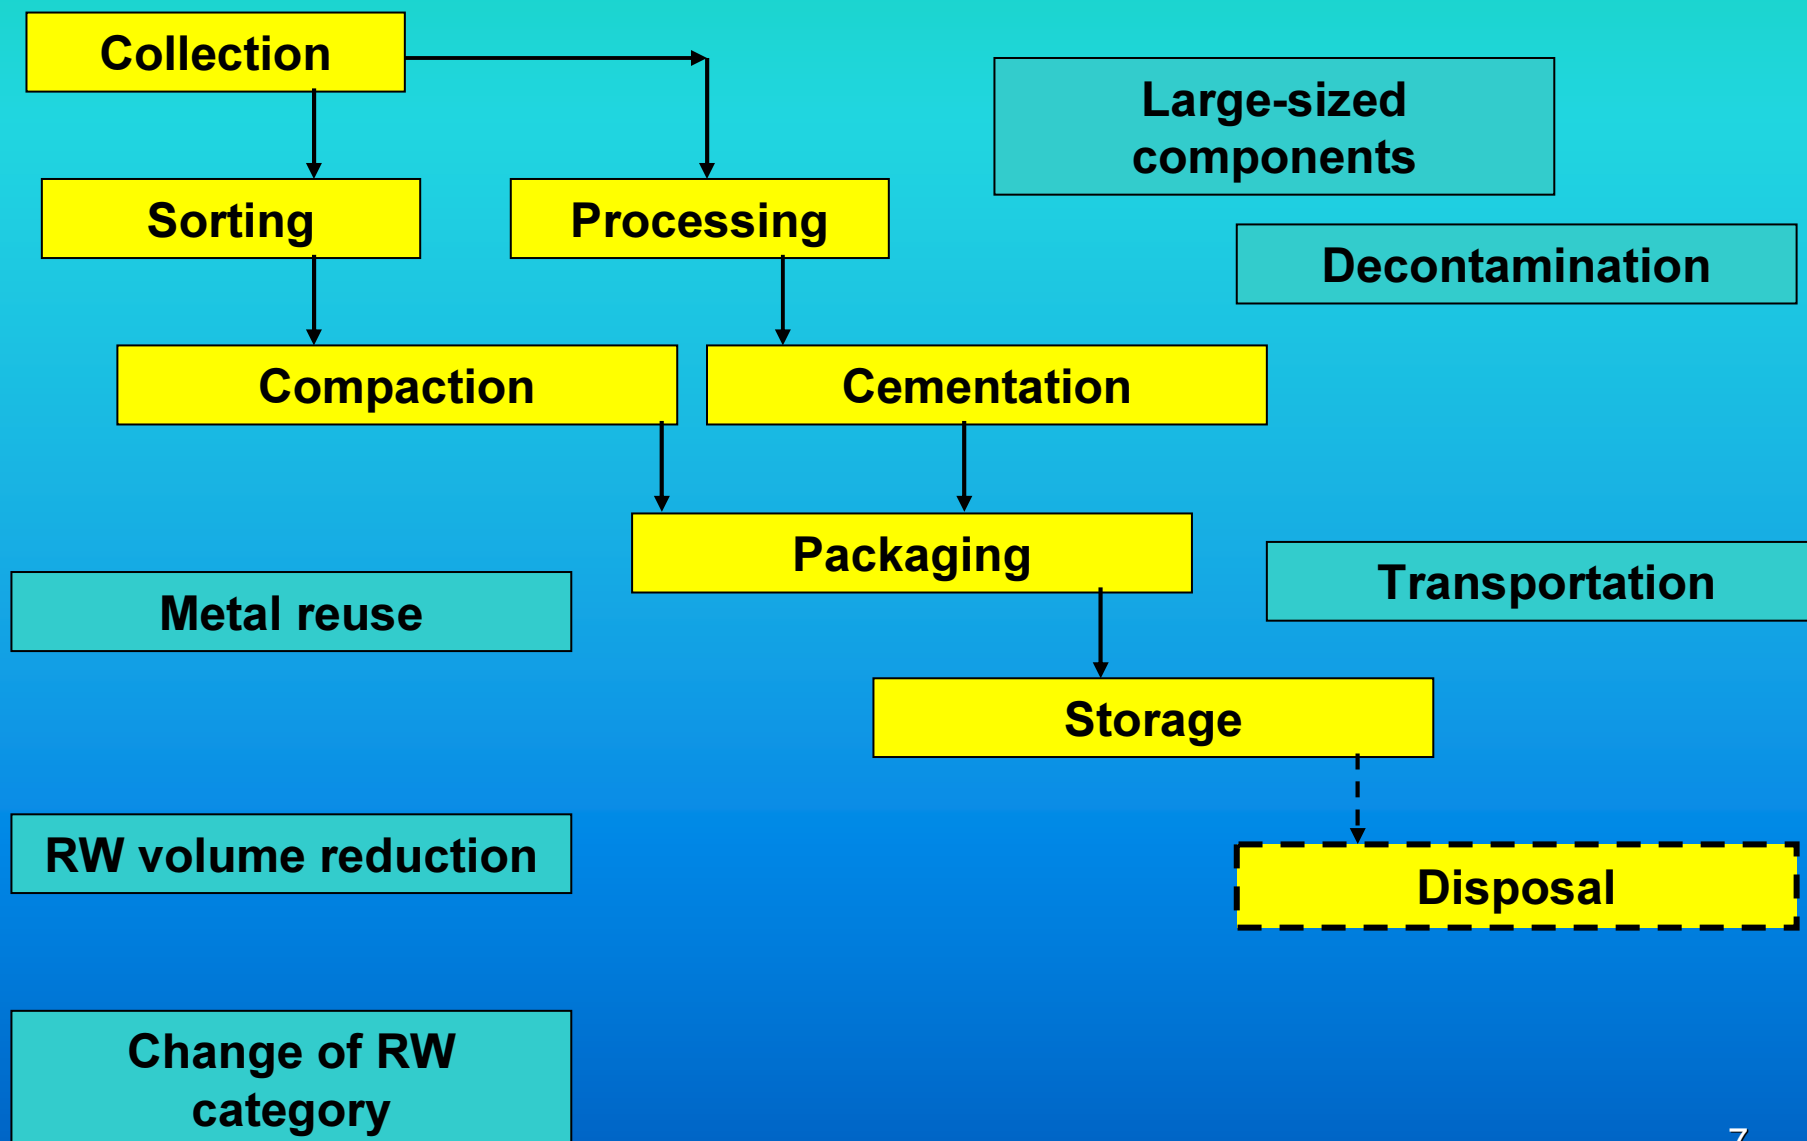 Collection
Large-sized
components
Sorting
Processing
Decontamination
Compaction
Cementation
Packaging
Transportation
Metal reuse
Storage
RW volume reduction
Disposal
Change of RW
category
7